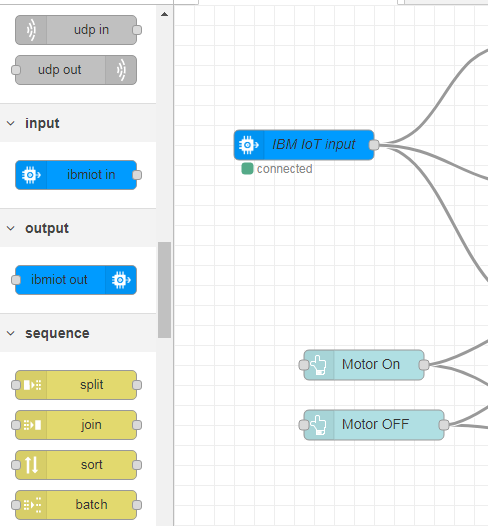 udp in
udp out
input
ibmiot in
output
ibmiot out
sequence
split
join
sort
batch
IBM IoT input
connected
Motor On
Motor OFF